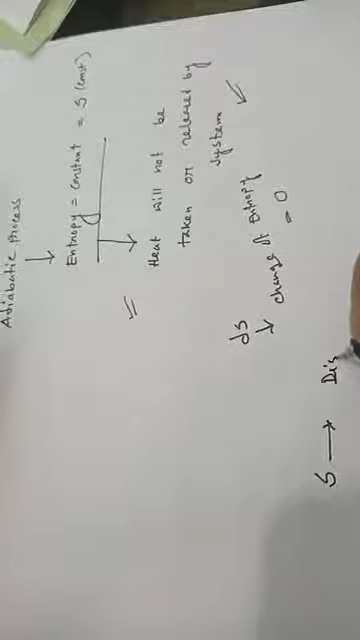 Adiabatic Process
↓
Entropy = constant = S (const)
Heat will not be
taken or released by
system
ds
↓ change of Entropy
= 0
S → Dis